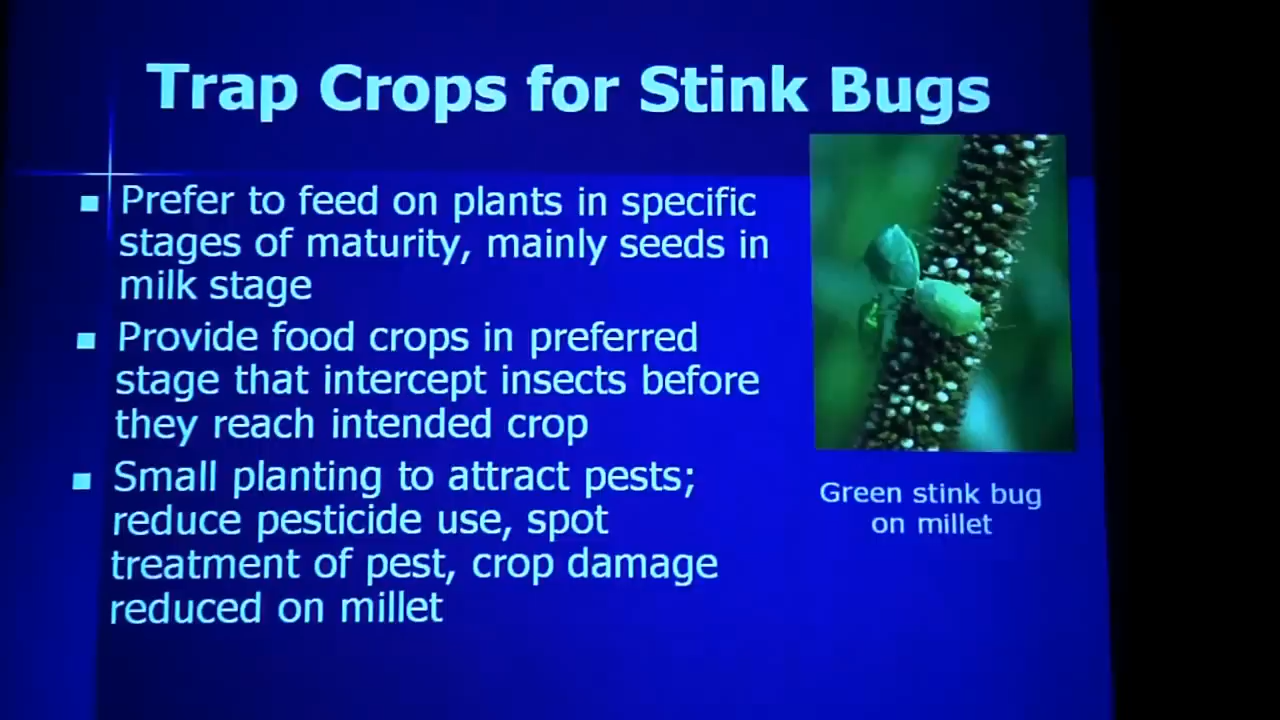 Trap Crops for Stink Bugs
Prefer to feed on plants in specific
stages of maturity, mainly seeds in
milk stage
Provide food crops in preferred
stage that intercept insects before
they reach intended crop
Small planting to attract pests;
reduce pesticide use, spot
treatment of pest, crop damage
reduced on millet
Green stink bug
on millet